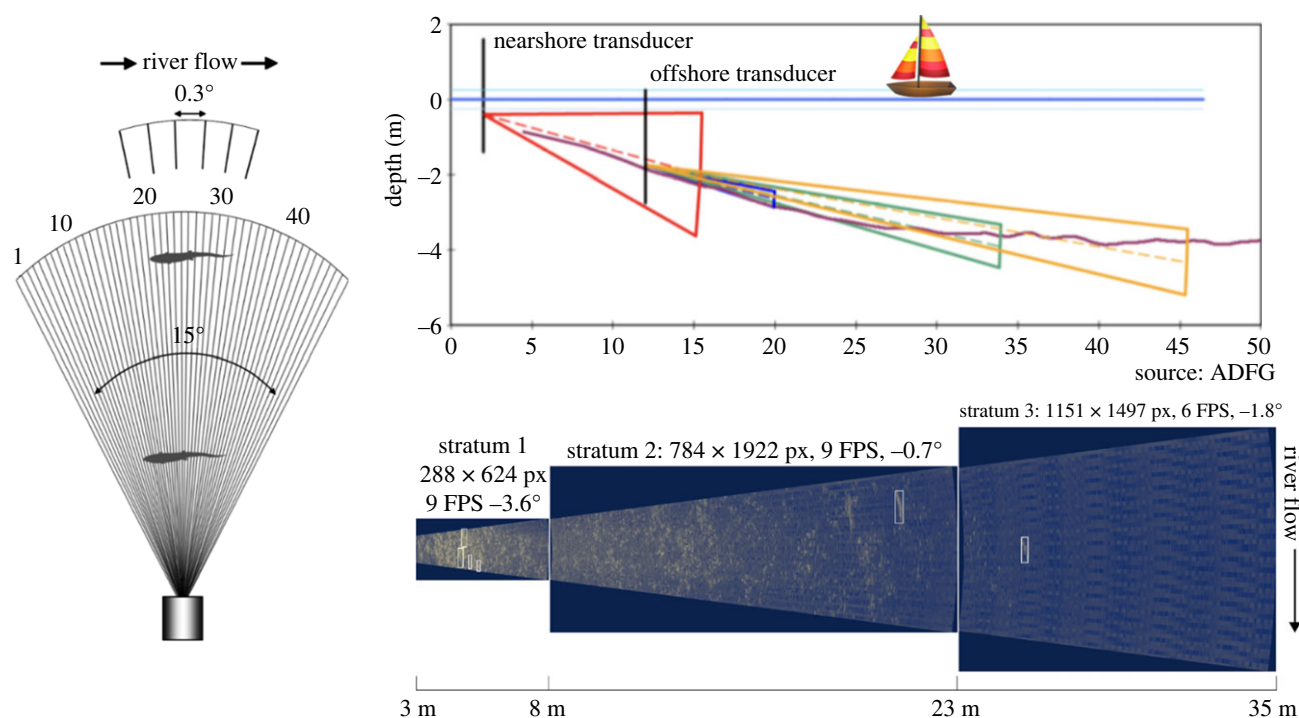 river flow
0.3°
20
30
10
40
1
15°
2
0
−2
−4
−6
depth (m)
nearshore transducer
offshore transducer
0
5
10
15
20
25
30
35
40
45
50
source: ADFG
stratum 1
288 × 624 px
9 FPS −3.6°
stratum 2: 784 × 1922 px, 9 FPS, −0.7°
stratum 3: 1151 × 1497 px, 6 FPS, −1.8°
river flow
3 m
8 m
23 m
35 m